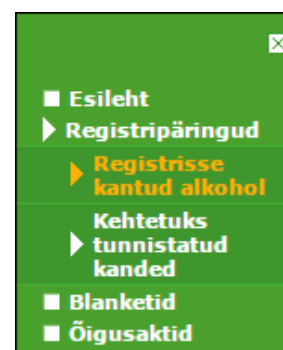 Esileht
Registripäringud
Registrisse
kantud alkohol
Kehtetuks
tunnistatud
kanded
Blanketid
Õigusaktid